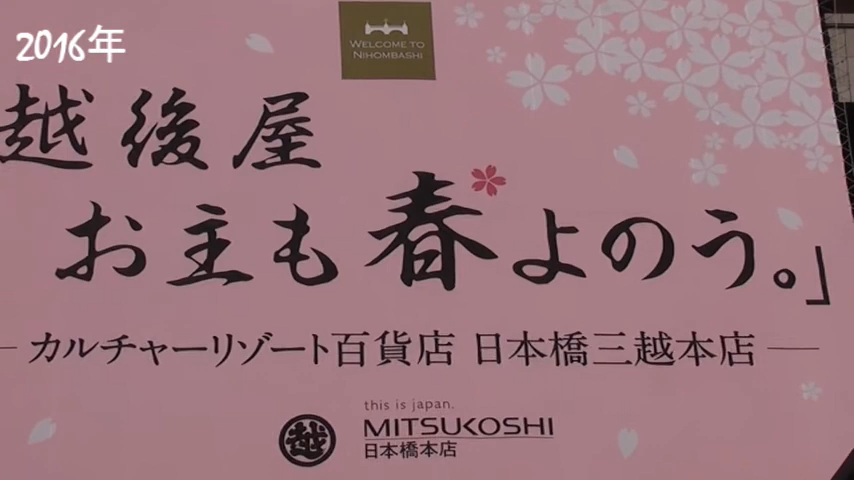 2016年
WELCOME TO
NIHOMBASHI
越後屋
お主も春よのう。」
カルチャーリゾート百貨店 日本橋三越本店
this is japan.
越 MITSUKOSHI
日本橋本店